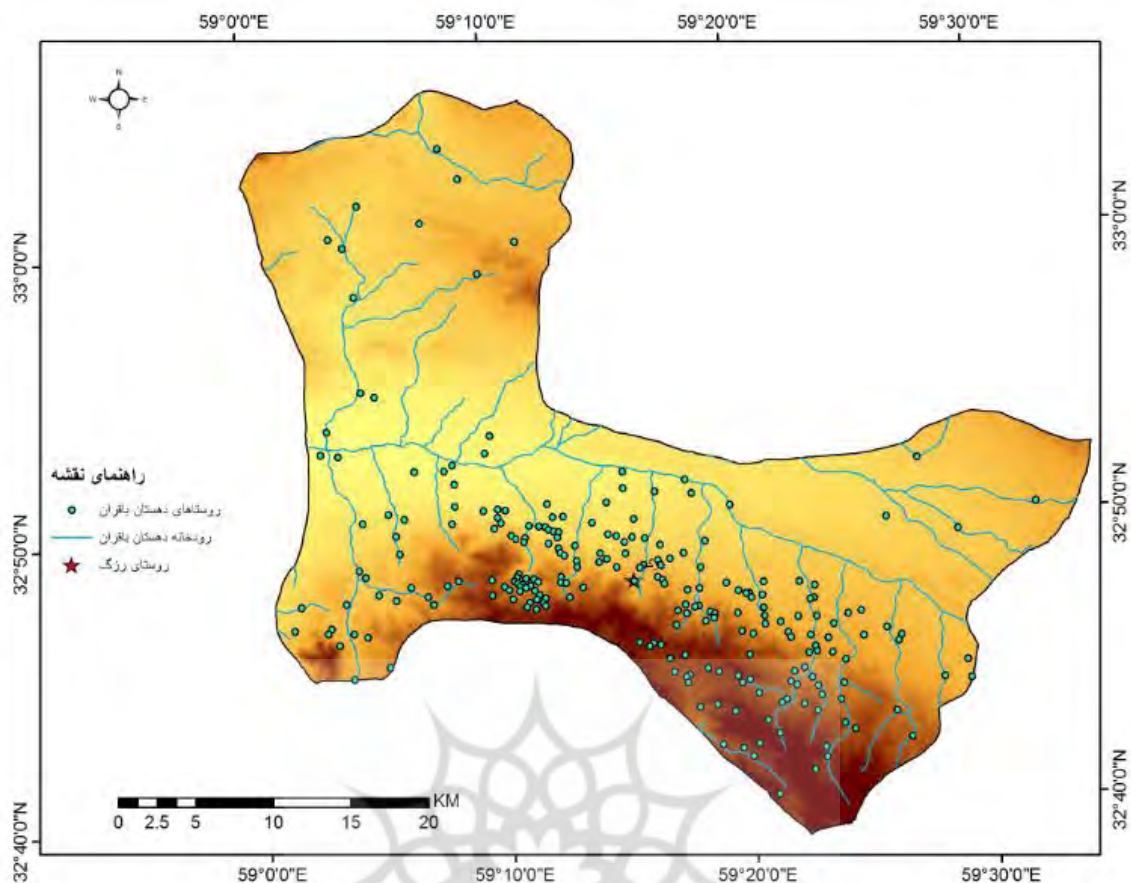 59°0'0"E 59°10'0"E 59°20'0"E 59°30'0"E
N
W E
S
33°0'0"N
33°0'0"N
راهنمای نقشه
روستاهای دهستان باقران
رودخانه دهستان باقران
روستای رزگ
32°50'0"N
32°50'0"N
KM
0 2.5 5 10 15 20
32°40'0"N
32°40'0"N
59°0'0"E 59°10'0"E 59°20'0"E 59°30'0"E